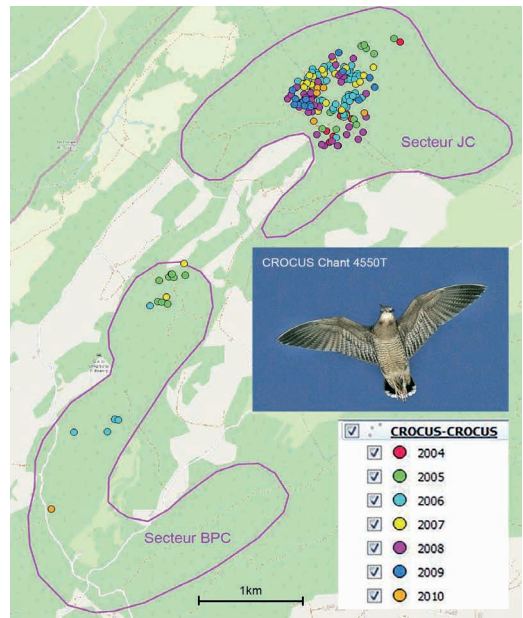 Secteur JC
CROCUS Chant 4550T
CROCUS-CROCUS
2004
2005
2006
2007
2008
2009
2010
Secteur BPC
1km